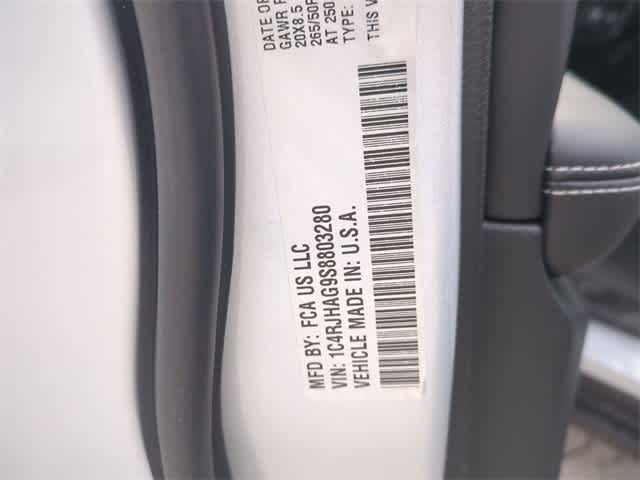 MFD BY: FCA US LLC
VIN: 1C4RJHAG9S8803280
VEHICLE MADE IN: U.S.A.
DATE OF
GAWR
20X8.5
265/50
AT 250
TYPE:
THIS V